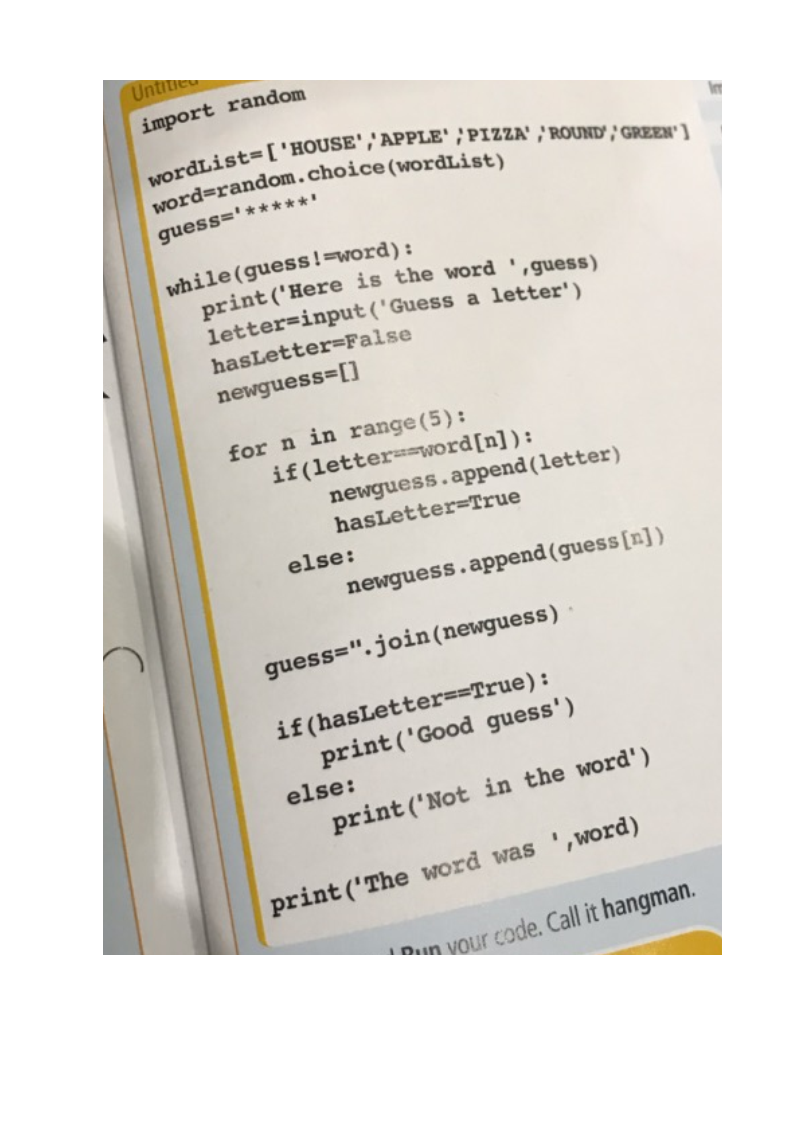 Untitled
import random
wordList=['HOUSE','APPLE','PIZZA','ROUND','GREEN']
word=random.choice(wordList)
guess='*****'
while(guess!=word):
print('Here is the word ',guess)
letter=input('Guess a letter')
hasLetter=False
newguess=[]
for n in range(5):
if(letter==word[n]):
newguess.append(letter)
hasLetter=True
else:
newguess.append(guess[n])
guess=''.join(newguess)
if(hasLetter==True):
print('Good guess')
else:
print('Not in the word')
print('The word was ',word)
Run your code. Call it hangman.